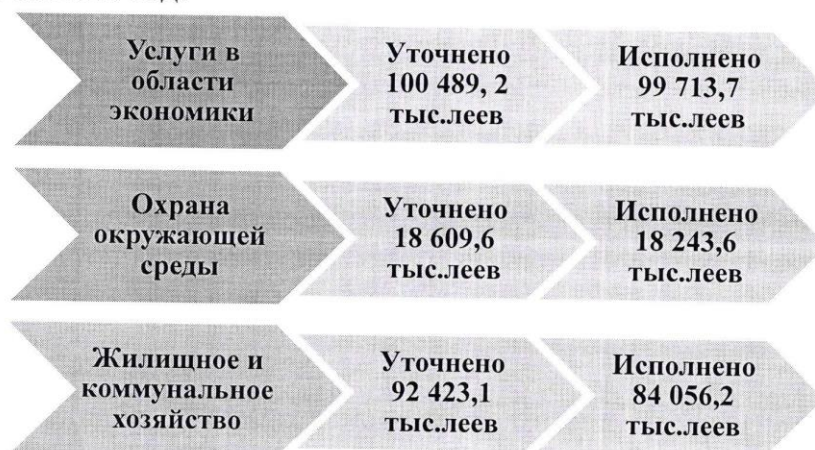 Услуги в
области
экономики
Уточнено
100 489, 2
тыс.леев
Исполнено
99 713,7
тыс.леев
Охрана
окружающей
среды
Уточнено
18 609,6
тыс.леев
Исполнено
18 243,6
тыс.леев
Жилищное и
коммунальное
хозяйство
Уточнено
92 423,1
тыс.леев
Исполнено
84 056,2
тыс.леев